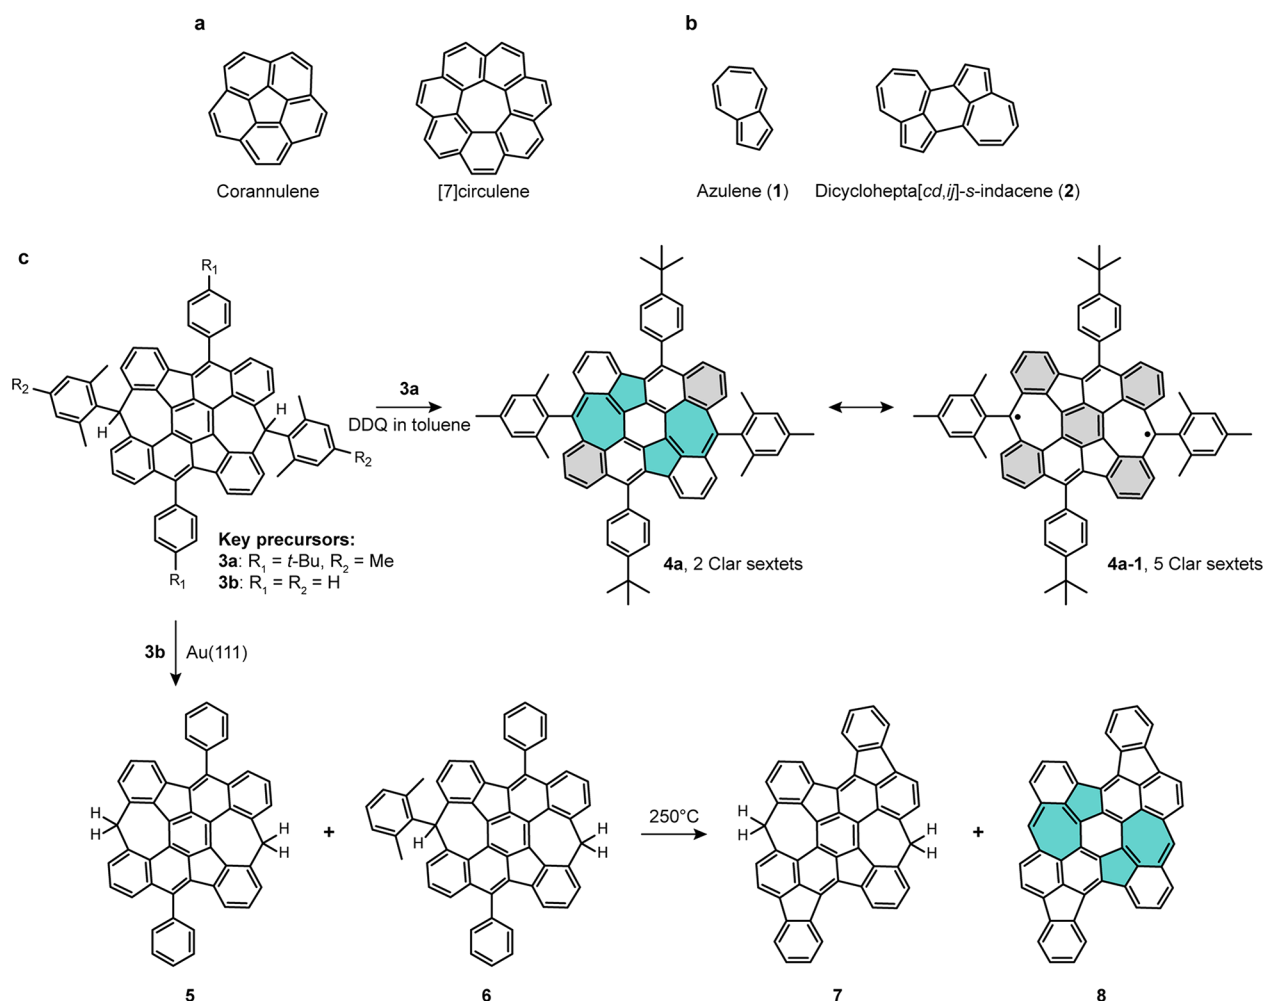 a
b
Corannulene
[7]circulene
Azulene (1)
Dicyclohepta[cd,ij]-s-indacene (2)
c
R1
R2
H
H
R2
R1
3a
DDQ in toluene
Key precursors:
3a: R1 = t-Bu, R2 = Me
3b: R1 = R2 = H
4a, 2 Clar sextets
4a-1, 5 Clar sextets
3b
Au(111)
H
H
H
H
+
H
H
H
250°C
H
H
H
H
+
5
6
7
8